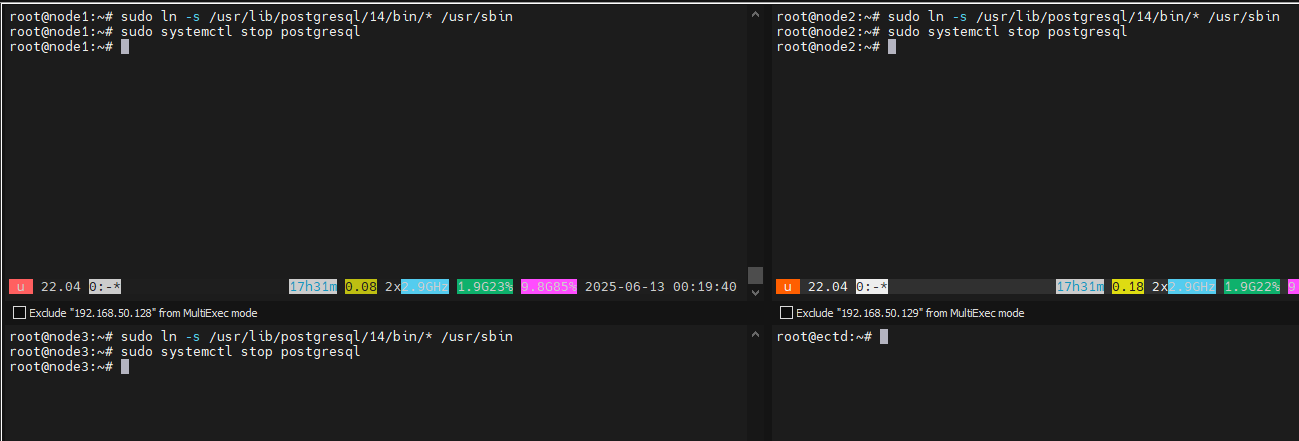 root@node1:~# sudo ln -s /usr/lib/postgresql/14/bin/* /usr/sbin
root@node1:~# sudo systemctl stop postgresql
root@node1:~#
u 22.04 0:-* 17h31m 0.08 2x2.9GHz 1.9G23% 9.8G85% 2025-06-13 00:19:40
Exclude "192.168.50.128" from MultiExec mode
root@node2:~# sudo ln -s /usr/lib/postgresql/14/bin/* /usr/sbin
root@node2:~# sudo systemctl stop postgresql
root@node2:~#
u 22.04 0:-* 17h31m 0.18 2x2.9GHz 1.9G22% 9
Exclude "192.168.50.129" from MultiExec mode
root@node3:~# sudo ln -s /usr/lib/postgresql/14/bin/* /usr/sbin
root@node3:~# sudo systemctl stop postgresql
root@node3:~#
root@ectd:~#